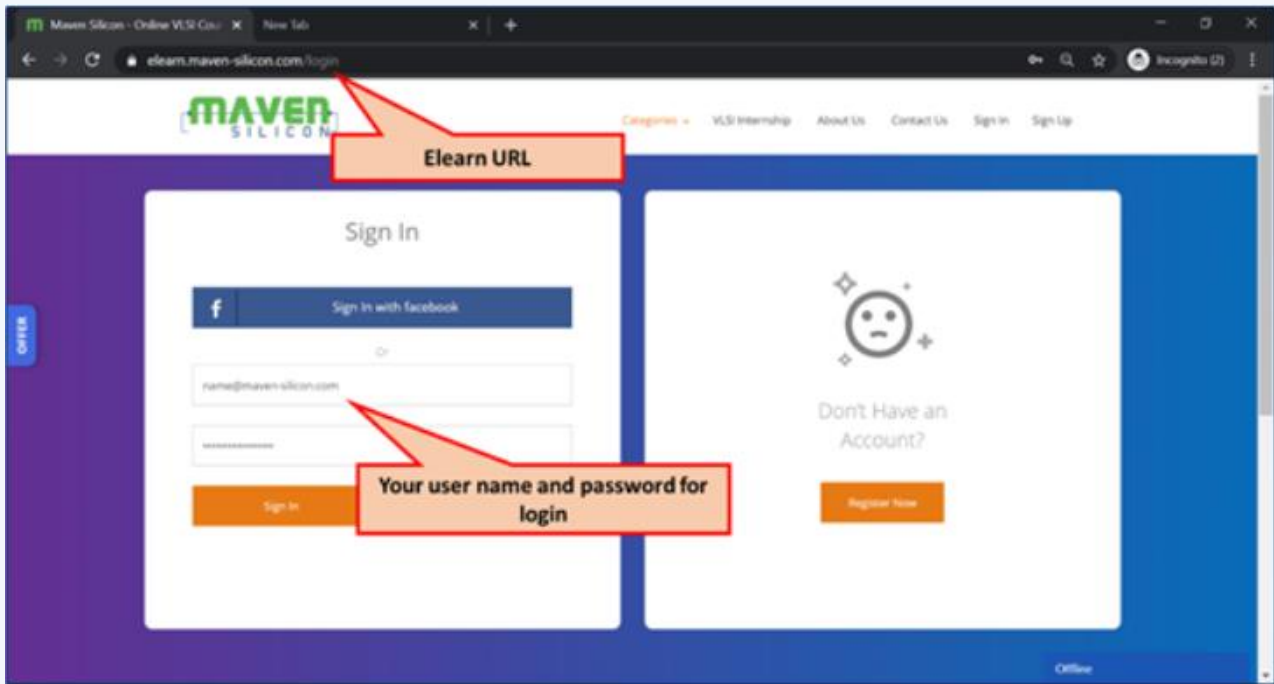 Maven Silicon - Online VLSI Cou
New Tab
elearn.maven-silicon.com/login
Incognito (2)
MAVEN
SILICON
Categories
VLSI Internship
About Us
Contact Us
Sign In
Sign Up
Elearn URL
Sign In
f
Sign In with facebook
Or
name@maven-silicon.com
Your user name and password for
login
Sign In
OFFER
Don't Have an
Account?
Register Now
Offline